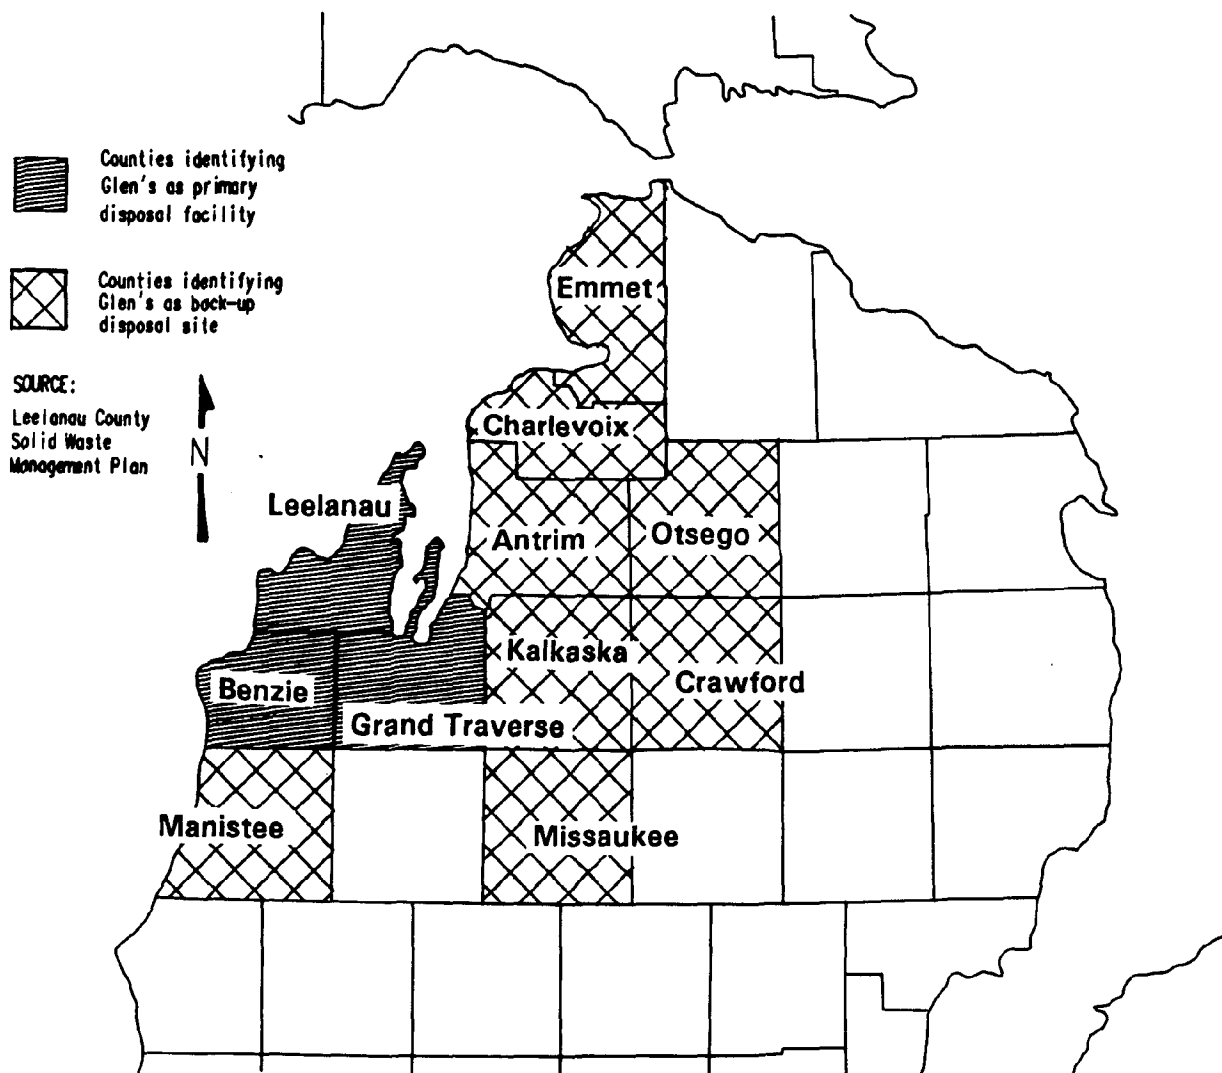 Counties identifying
Glen's as primary
disposal facility
Counties identifying
Glen's as back-up
disposal site
SOURCE:
Leelanau County
Solid Waste
Management Plan
N
Emmet
Charlevoix
Leelanau
Antrim
Otsego
Kalkaska
Crawford
Benzie
Grand Traverse
Manistee
Missaukee